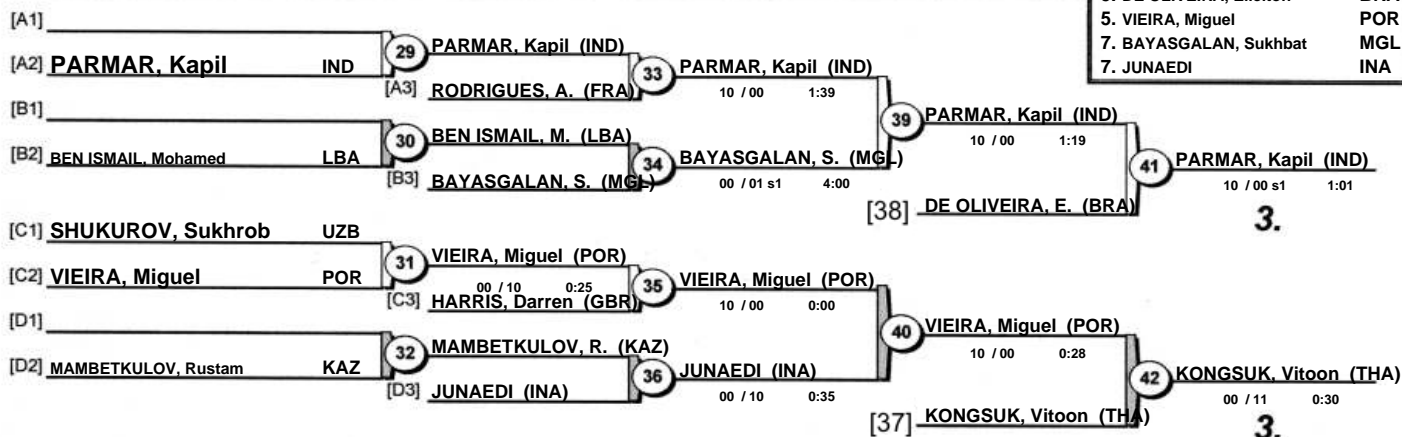 5. VIEIRA, Miguel POR
7. BAYASGALAN, Sukhbat MGL
7. JUNAEDI INA
[A1]
[A2] PARMAR, Kapil IND
29
PARMAR, Kapil (IND)
[A3] RODRIGUES, A. (FRA)
33
PARMAR, Kapil (IND)
10 / 00 1:39
[B1]
[B2] BEN ISMAIL, Mohamed LBA
30
BEN ISMAIL, M. (LBA)
[B3] BAYASGALAN, S. (MGL)
34
BAYASGALAN, S. (MGL)
00 / 01 s1 4:00
39
PARMAR, Kapil (IND)
10 / 00 1:19
[38] DE OLIVEIRA, E. (BRA)
41
PARMAR, Kapil (IND)
10 / 00 s1 1:01
3.
[C1] SHUKUROV, Sukhrob UZB
[C2] VIEIRA, Miguel POR
31
VIEIRA, Miguel (POR)
00 / 10 0:25
[C3] HARRIS, Darren (GBR)
35
VIEIRA, Miguel (POR)
10 / 00 0:00
[D1]
[D2] MAMBETKULOV, Rustam KAZ
32
MAMBETKULOV, R. (KAZ)
[D3] JUNAEDI (INA)
36
JUNAEDI (INA)
00 / 10 0:35
40
VIEIRA, Miguel (POR)
10 / 00 0:28
[37] KONGSUK, Vitoon (THA)
42
KONGSUK, Vitoon (THA)
00 / 11 0:30
3.